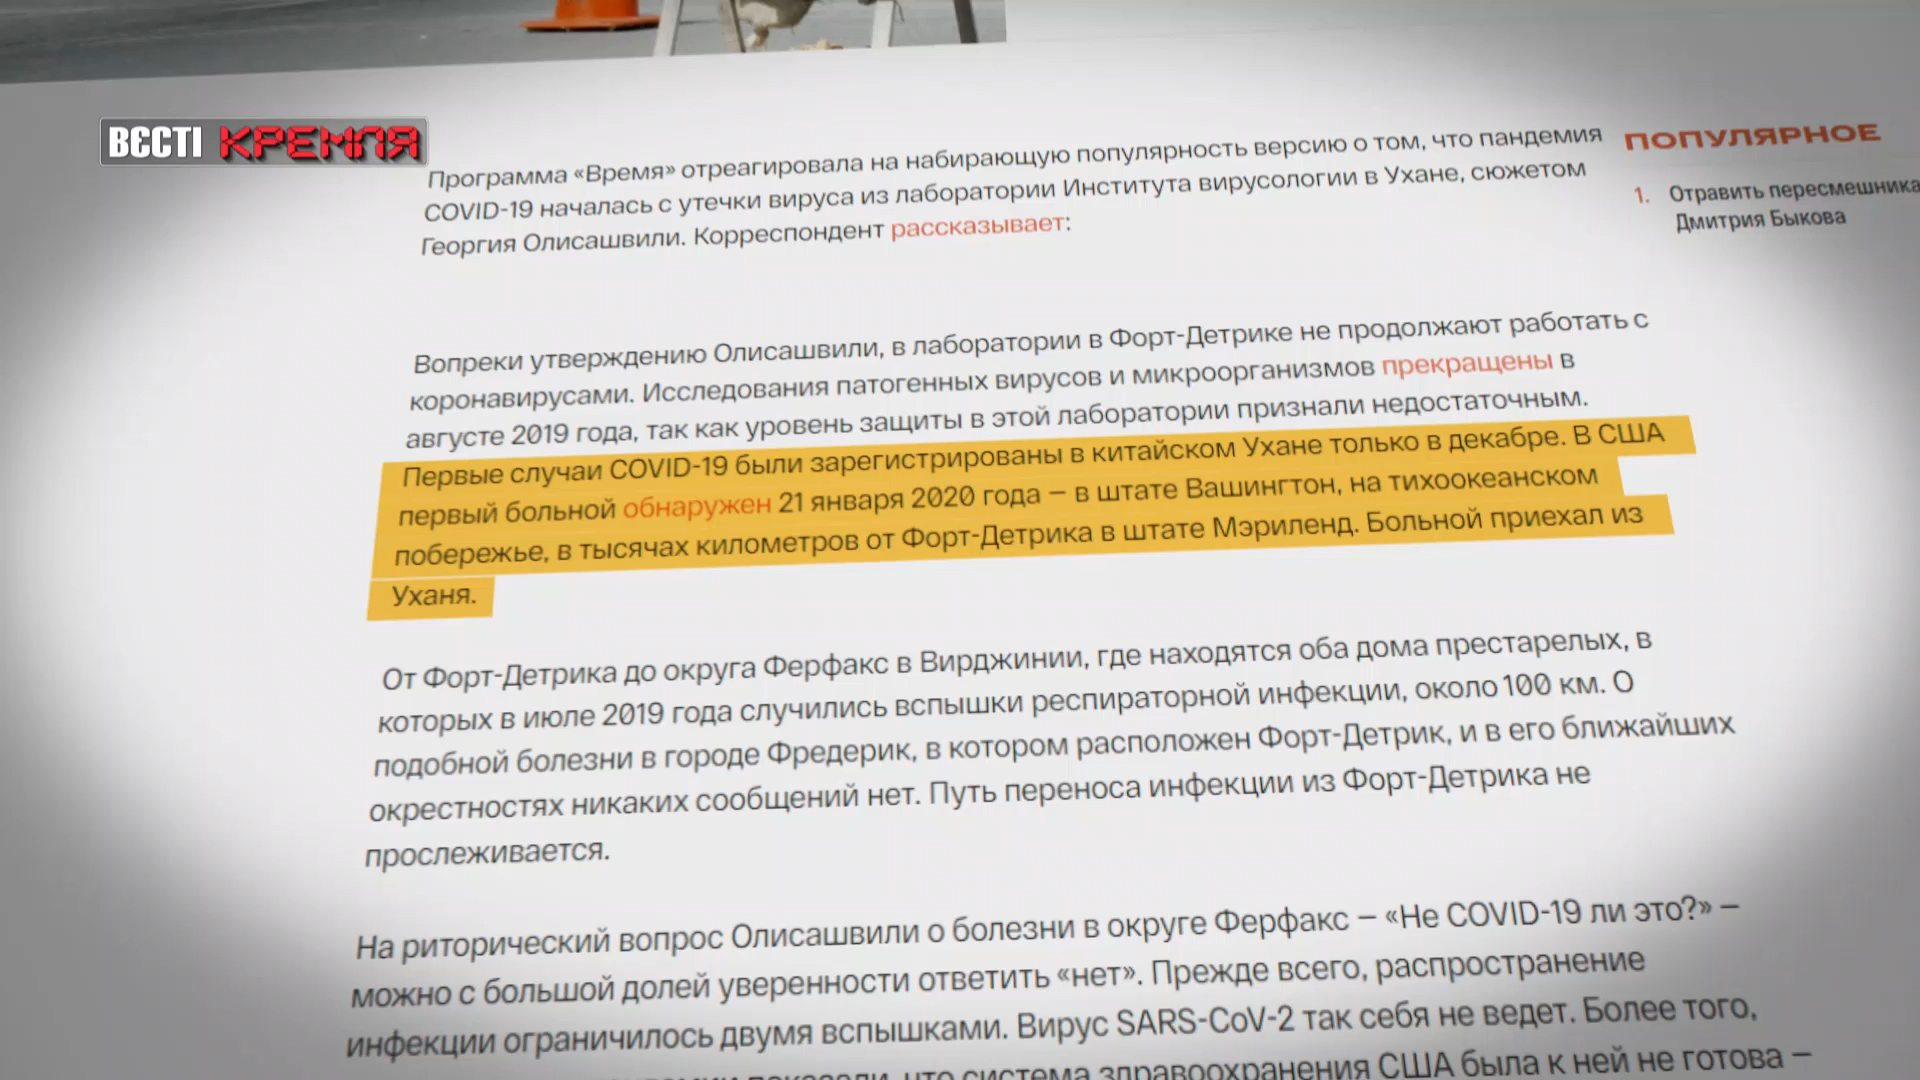 ВЄСТІ КРЕМЛЯ
Программа «Время» отреагировала на набирающую популярность версию о том, что пандемия
COVID-19 началась с утечки вируса из лаборатории Института вирусологии в Ухане, сюжетом
Георгия Олисашвили. Корреспондент рассказывает:
ПОПУЛЯРНОЕ
1. Отравить пересмешника
Дмитрия Быкова
Вопреки утверждению Олисашвили, в лаборатории в Форт-Детрике не продолжают работать с
коронавирусами. Исследования патогенных вирусов и микроорганизмов прекращены в
августе 2019 года, так как уровень защиты в этой лаборатории признали недостаточным.
Первые случаи COVID-19 были зарегистрированы в китайском Ухане только в декабре. В США
первый больной обнаружен 21 января 2020 года — в штате Вашингтон, на тихоокеанском
побережье, в тысячах километров от Форт-Детрика в штате Мэриленд. Больной приехал из
Уханя.
От Форт-Детрика до округа Ферфакс в Вирджинии, где находятся оба дома престарелых, в
которых в июле 2019 года случились вспышки респираторной инфекции, около 100 км. О
подобной болезни в городе Фредерик, в котором расположен Форт-Детрик, и в его ближайших
окрестностях никаких сообщений нет. Путь переноса инфекции из Форт-Детрика не
прослеживается.
На риторический вопрос Олисашвили о болезни в округе Ферфакс — «Не COVID-19 ли это?» —
можно с большой долей уверенности ответить «нет». Прежде всего, распространение
инфекции ограничилось двумя вспышками. Вирус SARS-CoV-2 так себя не ведет. Более того,
показали, что система здравоохранения США была к ней не готова —